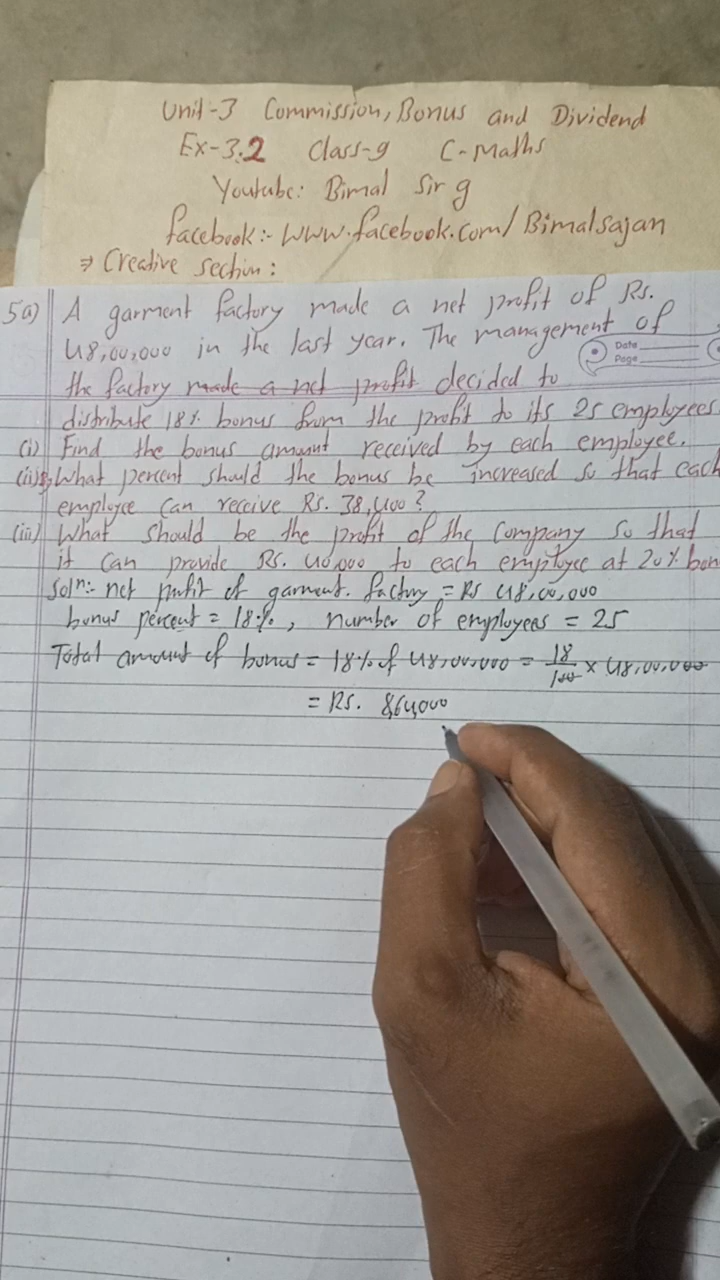 Unit-3 Commission, Bonus and Dividend
Ex-3.2 Class-9 C-Maths
Youtube: Bimal Sir g
facebook:- www.facebook.com/Bimalsajan
⇒ Creative section:
5a) A garment factory made a net profit of Rs.
48,00,000 in the last year. The management of
Date
Page
the factory made a net profit decided to
distribute 18% bonus from the profit to its 25 employees.
(i) Find the bonus amount received by each employee.
(ii) What percent should the bonus be increased so that each
employee can receive Rs. 38,400?
(iii) What should be the profit of the company so that
it can provide Rs. 40,000 to each employee at 20% bon
Solⁿ:- net profit of garment factory = Rs 48,00,000
bonus percent = 18%, number of employees = 25
Total amount of bonus = 18% of 48,00,000 = 18/100 × 48,00,000
= Rs. 8,64,000